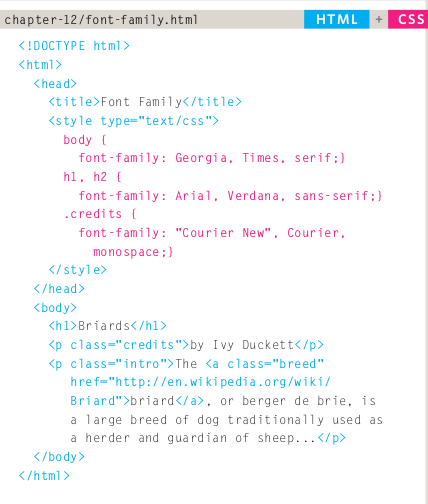 chapter-12/font-family.html HTML + CSS
<!DOCTYPE html>
<html>
<head>
<title>Font Family</title>
<style type="text/css">
body {
font-family: Georgia, Times, serif;}
h1, h2 {
font-family: Arial, Verdana, sans-serif;}
.credits {
font-family: "Courier New", Courier,
monospace;}
</style>
</head>
<body>
<h1>Briards</h1>
<p class="credits">by Ivy Duckett</p>
<p class="intro">The <a class="breed"
href="http://en.wikipedia.org/wiki/
Briard">briard</a>, or berger de brie, is
a large breed of dog traditionally used as
a herder and guardian of sheep...</p>
</body>
</html>